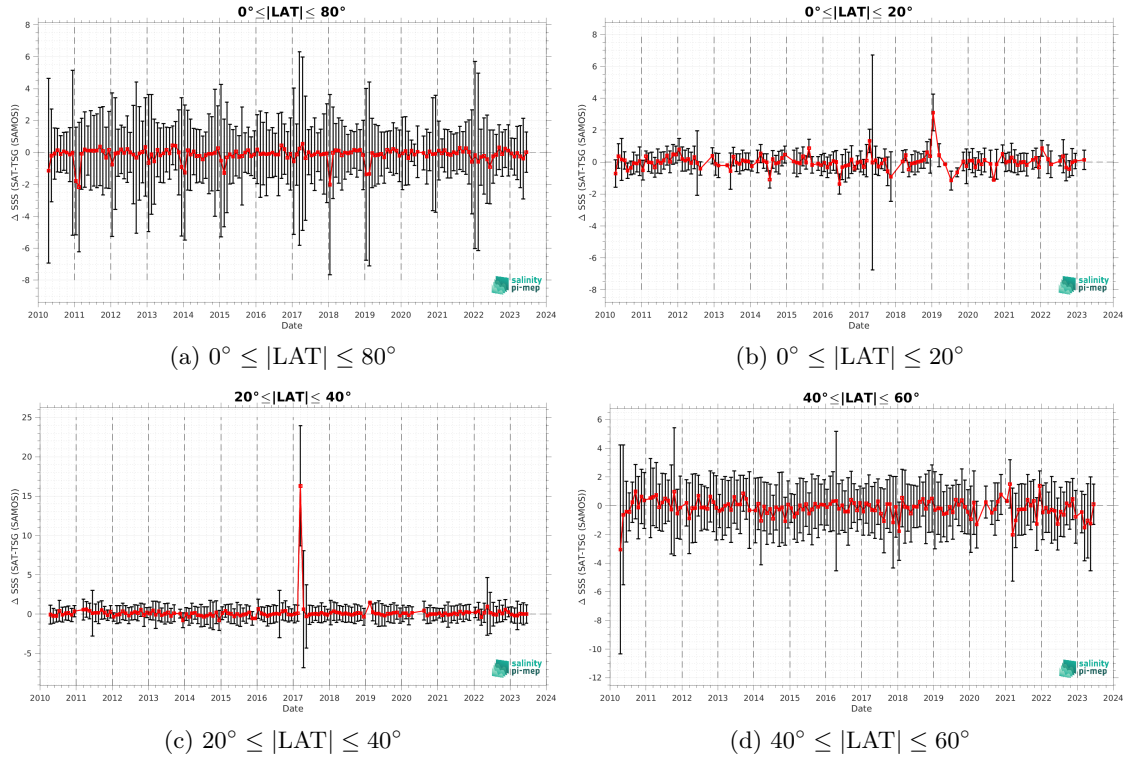 0°≤|LAT|≤ 80°
8
6
4
2
0
-2
-4
-6
-8
Δ SSS (SAT-TSG (SAMOS))
2010 2011 2012 2013 2014 2015 2016 2017 2018 2019 2020 2021 2022 2023 2024
Date
salinity
pi-mep
(a) 0° ≤ |LAT| ≤ 80°
0°≤|LAT|≤ 20°
8
6
4
2
0
-2
-4
-6
-8
Δ SSS (SAT-TSG (SAMOS))
2010 2011 2012 2013 2014 2015 2016 2017 2018 2019 2020 2021 2022 2023 2024
Date
salinity
pi-mep
(b) 0° ≤ |LAT| ≤ 20°
20°≤|LAT|≤ 40°
25
20
15
10
5
0
-5
Δ SSS (SAT-TSG (SAMOS))
2010 2011 2012 2013 2014 2015 2016 2017 2018 2019 2020 2021 2022 2023 2024
Date
salinity
pi-mep
(c) 20° ≤ |LAT| ≤ 40°
40°≤|LAT|≤ 60°
6
4
2
0
-2
-4
-6
-8
-10
-12
Δ SSS (SAT-TSG (SAMOS))
2010 2011 2012 2013 2014 2015 2016 2017 2018 2019 2020 2021 2022 2023 2024
Date
salinity
pi-mep
(d) 40° ≤ |LAT| ≤ 60°